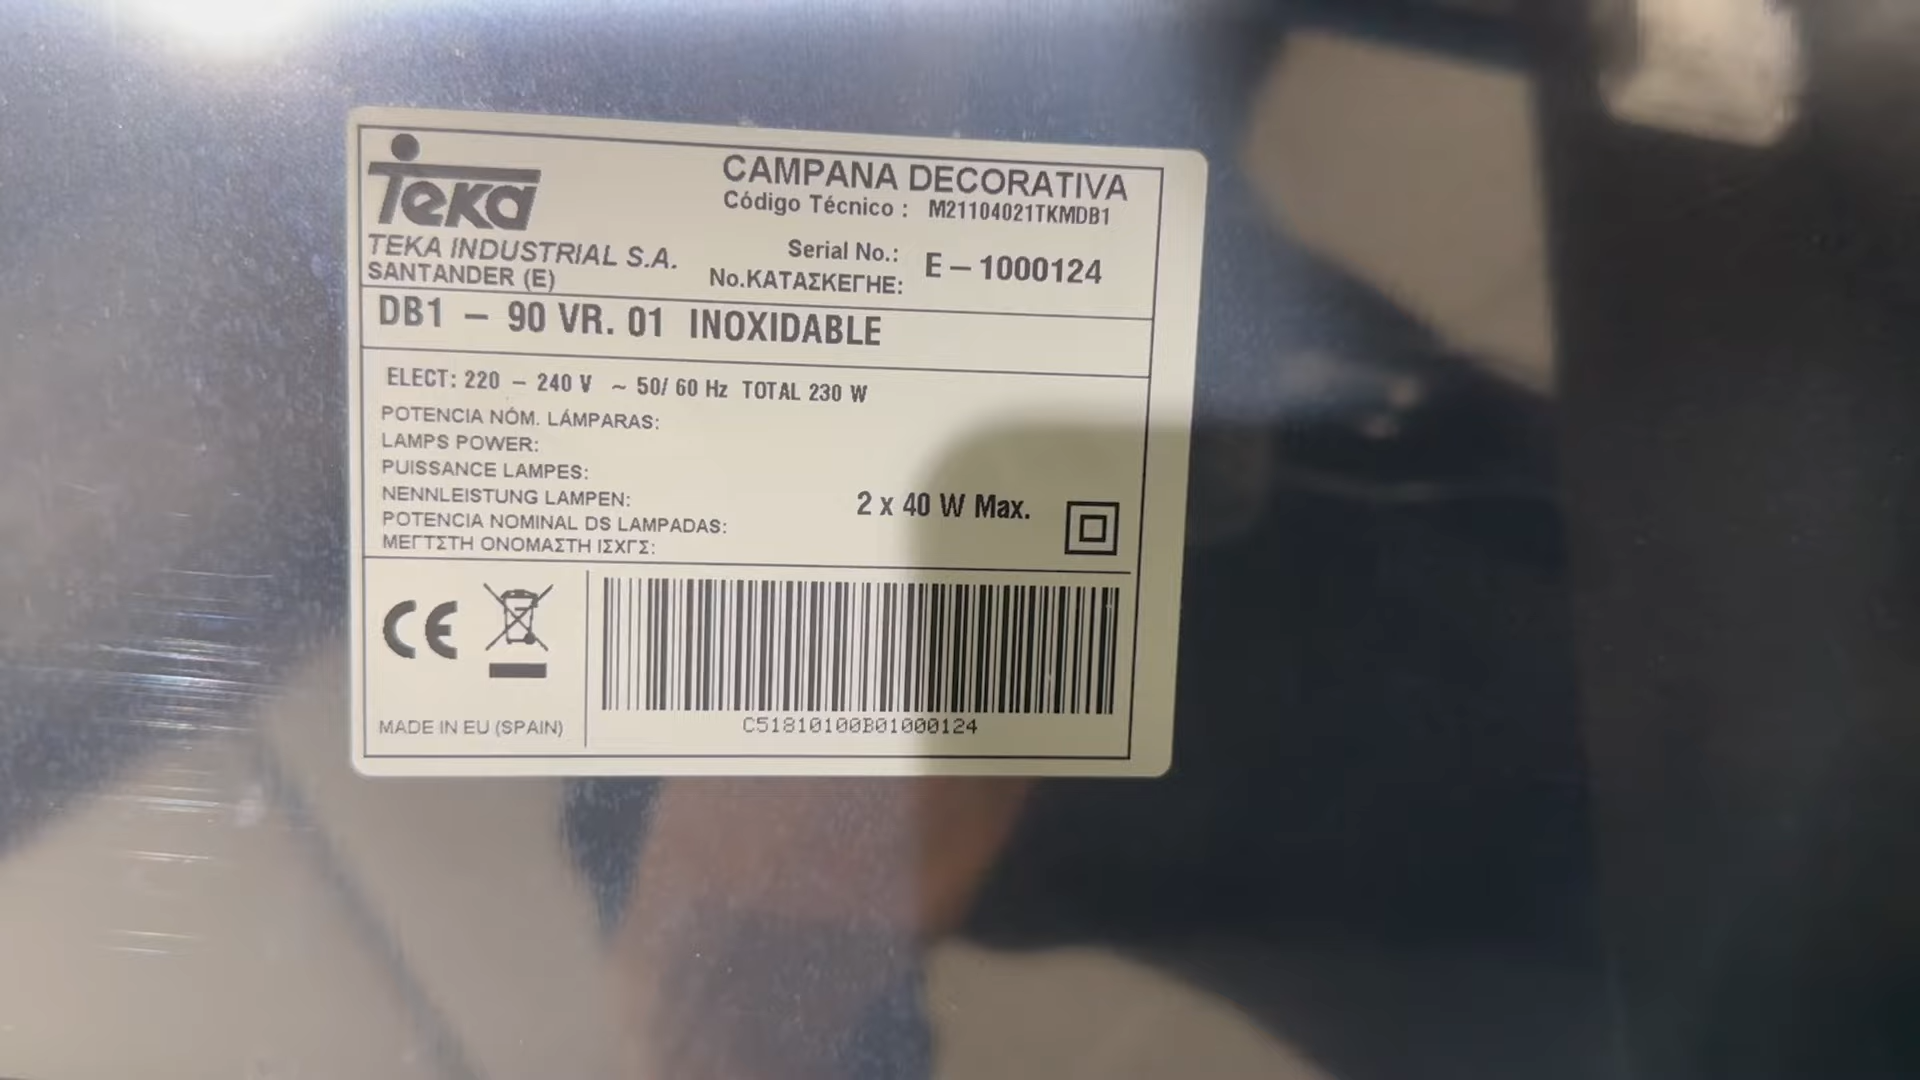 Teka
TEKA INDUSTRIAL S.A.
SANTANDER (E)
CAMPANA DECORATIVA
Código Técnico : M21104021TKMDB1
Serial No.:
No.ΚΑΤΑΣΚΕΓΗΕ:
E – 1000124
DB1 – 90 VR. 01 INOXIDABLE
ELECT: 220 – 240 V ~ 50/ 60 Hz TOTAL 230 W
POTENCIA NÓM. LÁMPARAS:
LAMPS POWER:
PUISSANCE LAMPES:
NENNLEISTUNG LAMPEN:
POTENCIA NOMINAL DS LAMPADAS:
ΜΕΓΤΣΤΗ ΟΝΟΜΑΣΤΗ ΙΣΧΓΣ:
2 x 40 W Max.
CE
MADE IN EU (SPAIN)
C51810100B01000124